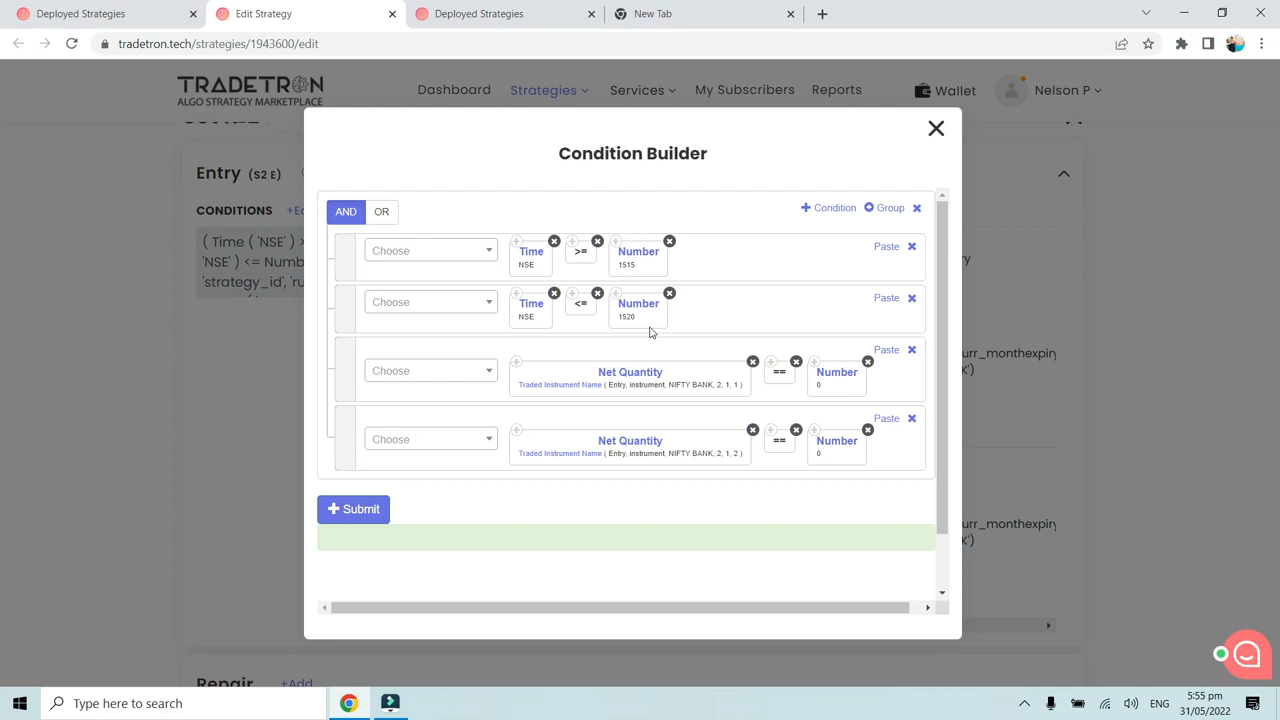 Deployed Strategies
Edit Strategy
Deployed Strategies
New Tab
tradetron.tech/strategies/1943600/edit
TRADETRON
ALGO STRATEGY MARKETPLACE
Dashboard Strategies Services My Subscribers Reports Wallet Nelson P
Entry (S2 E)
CONDITIONS
( Time ( 'NSE' ) >
'NSE' ) <= Numb
'strategy_id', 'ru
Condition Builder
AND OR Condition Group
Choose Time >= Number Paste
NSE 1515
Choose Time <= Number Paste
NSE 1520
Paste
Choose Net Quantity == Number
Traded Instrument Name ( Entry, instrument, NIFTY BANK, 2, 1, 1 ) 0
Paste
Choose Net Quantity == Number
Traded Instrument Name ( Entry, instrument, NIFTY BANK, 2, 1, 2 ) 0
Submit
urr_monthexpiry
K')
urr_monthexpiry
K')
Repair +Add
Type here to search
ENG
5:55 pm
31/05/2022